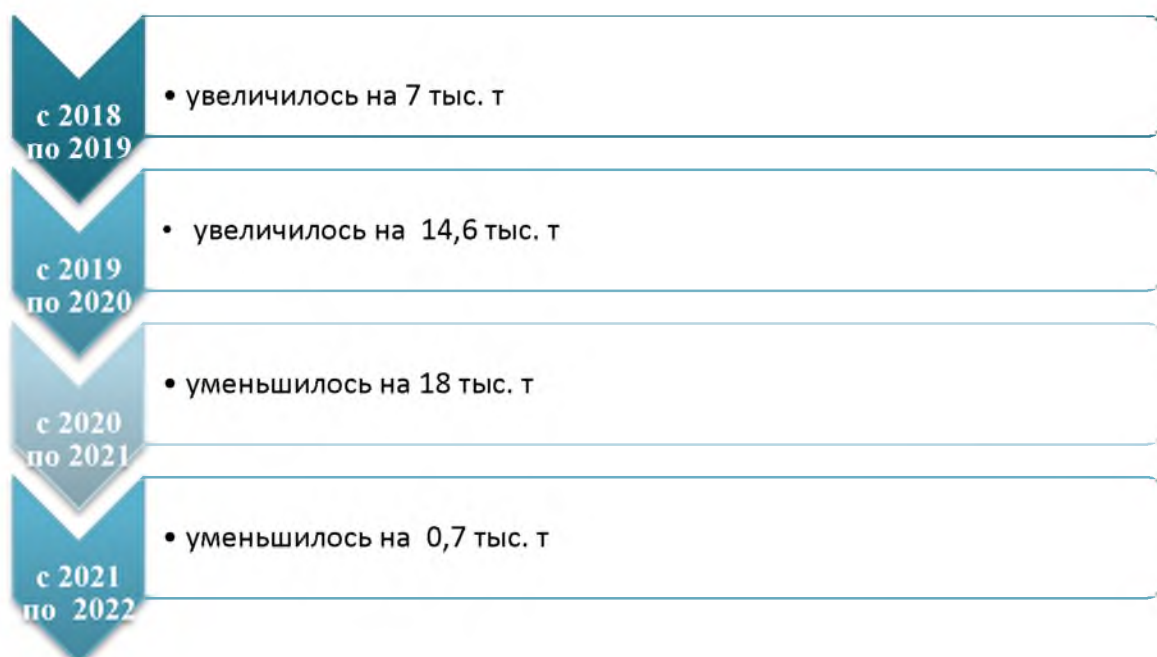 с 2018
по 2019
• увеличилось на 7 тыс. т
с 2019
по 2020
• увеличилось на 14,6 тыс. т
с 2020
по 2021
• уменьшилось на 18 тыс. т
с 2021
по 2022
• уменьшилось на 0,7 тыс. т